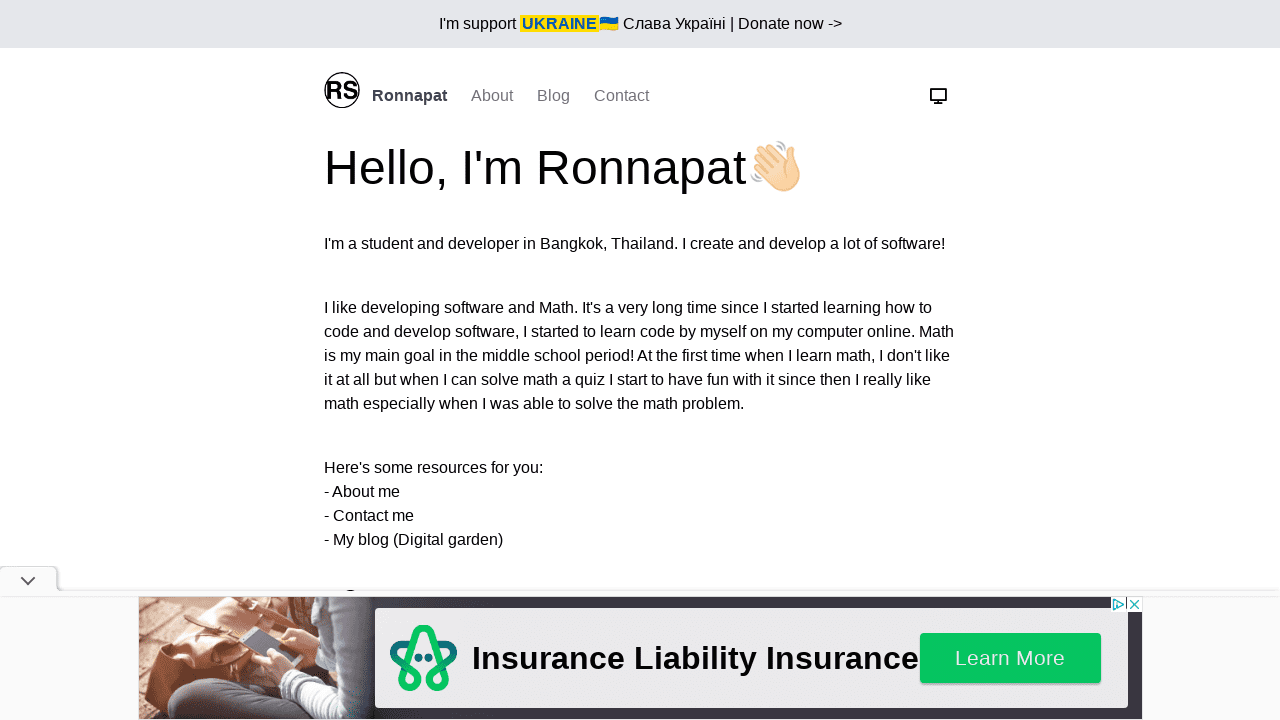 I'm support UKRAINE🇺🇦 Слава Україні | Donate now ->
RS Ronnapat About Blog Contact
Hello, I'm Ronnapat👋🏻
I'm a student and developer in Bangkok, Thailand. I create and develop a lot of software!
I like developing software and Math. It's a very long time since I started learning how to
code and develop software, I started to learn code by myself on my computer online. Math
is my main goal in the middle school period! At the first time when I learn math, I don't like
it at all but when I can solve math a quiz I start to have fun with it since then I really like
math especially when I was able to solve the math problem.
Here's some resources for you:
- About me
- Contact me
- My blog (Digital garden)
Insurance Liability Insurance
Learn More